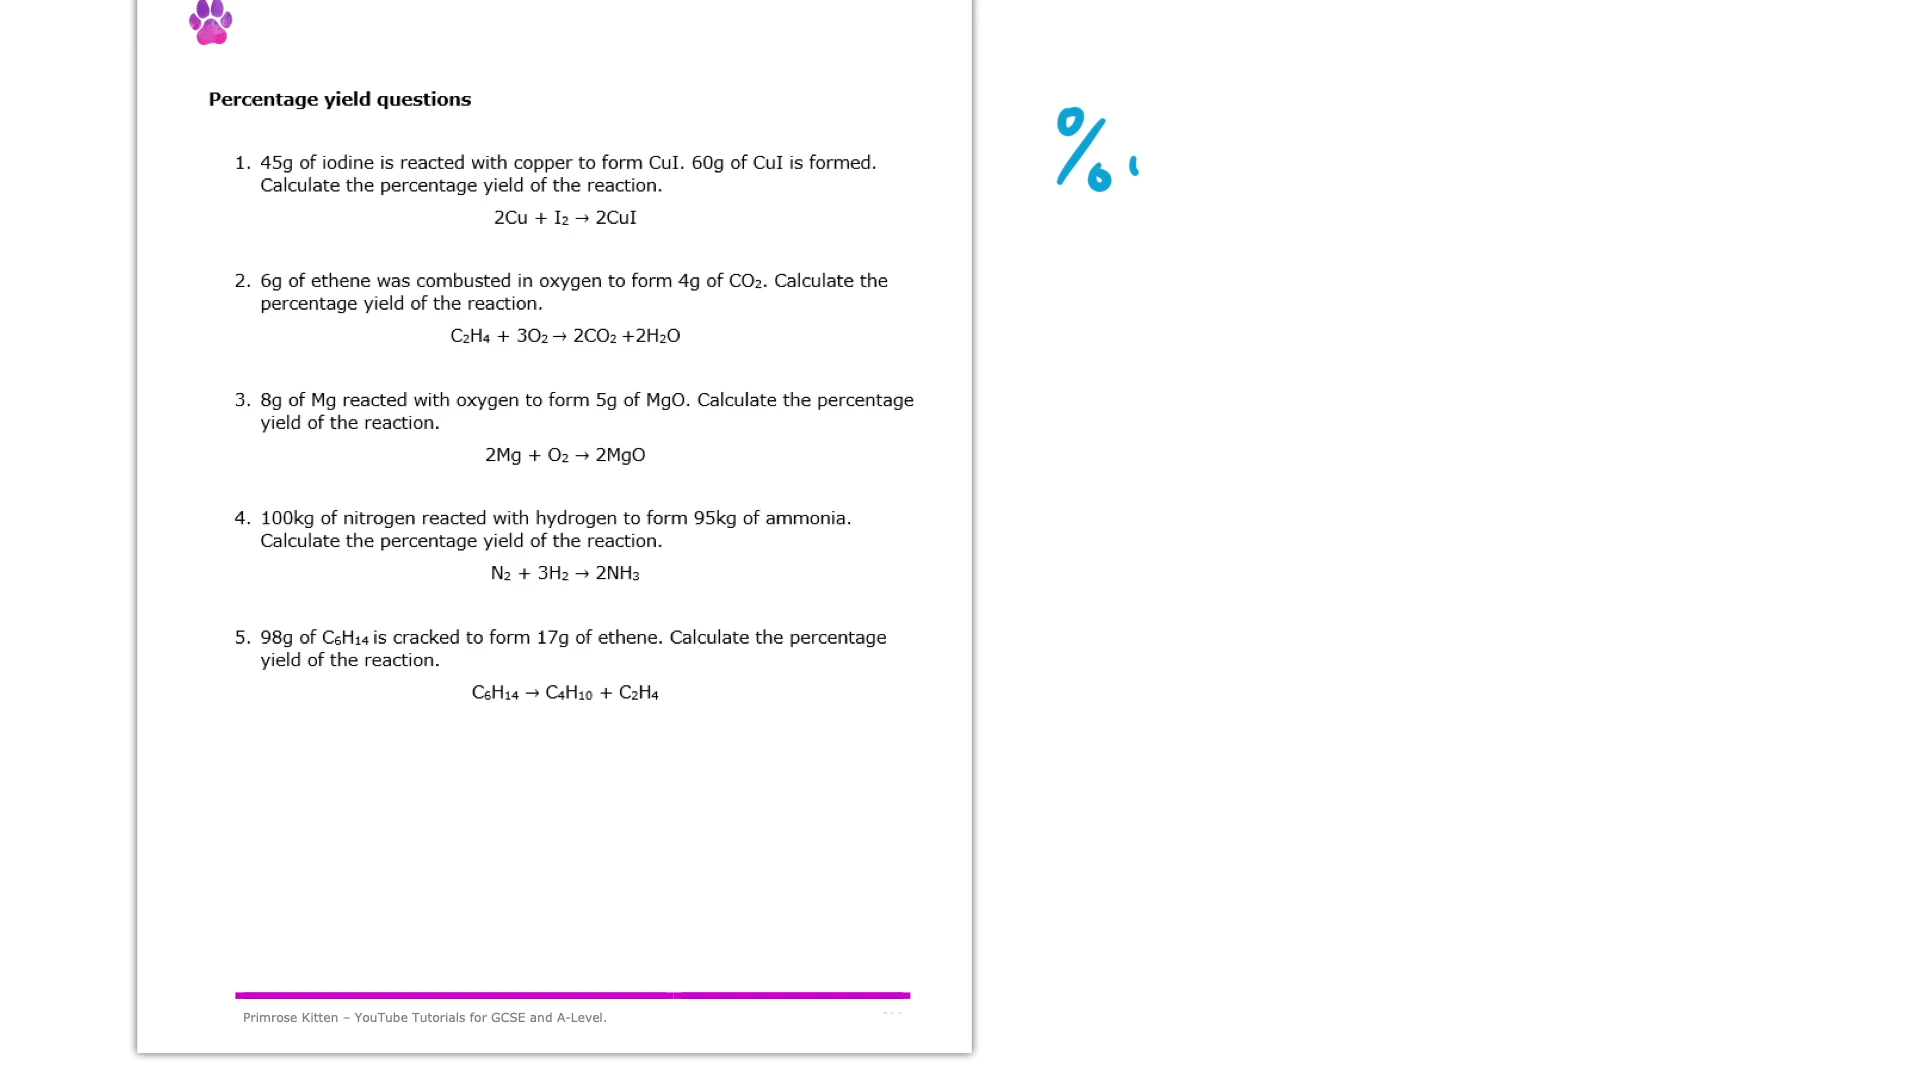 Percentage yield questions
1. 45g of iodine is reacted with copper to form CuI. 60g of CuI is formed.
Calculate the percentage yield of the reaction.
2Cu + I₂ → 2CuI
2. 6g of ethene was combusted in oxygen to form 4g of CO₂. Calculate the
percentage yield of the reaction.
C₂H₄ + 3O₂ → 2CO₂ +2H₂O
3. 8g of Mg reacted with oxygen to form 5g of MgO. Calculate the percentage
yield of the reaction.
2Mg + O₂ → 2MgO
4. 100kg of nitrogen reacted with hydrogen to form 95kg of ammonia.
Calculate the percentage yield of the reaction.
N₂ + 3H₂ → 2NH₃
5. 98g of C₆H₁₄ is cracked to form 17g of ethene. Calculate the percentage
yield of the reaction.
C₆H₁₄ → C₄H₁₀ + C₂H₄
Primrose Kitten – YouTube Tutorials for GCSE and A-Level.
%